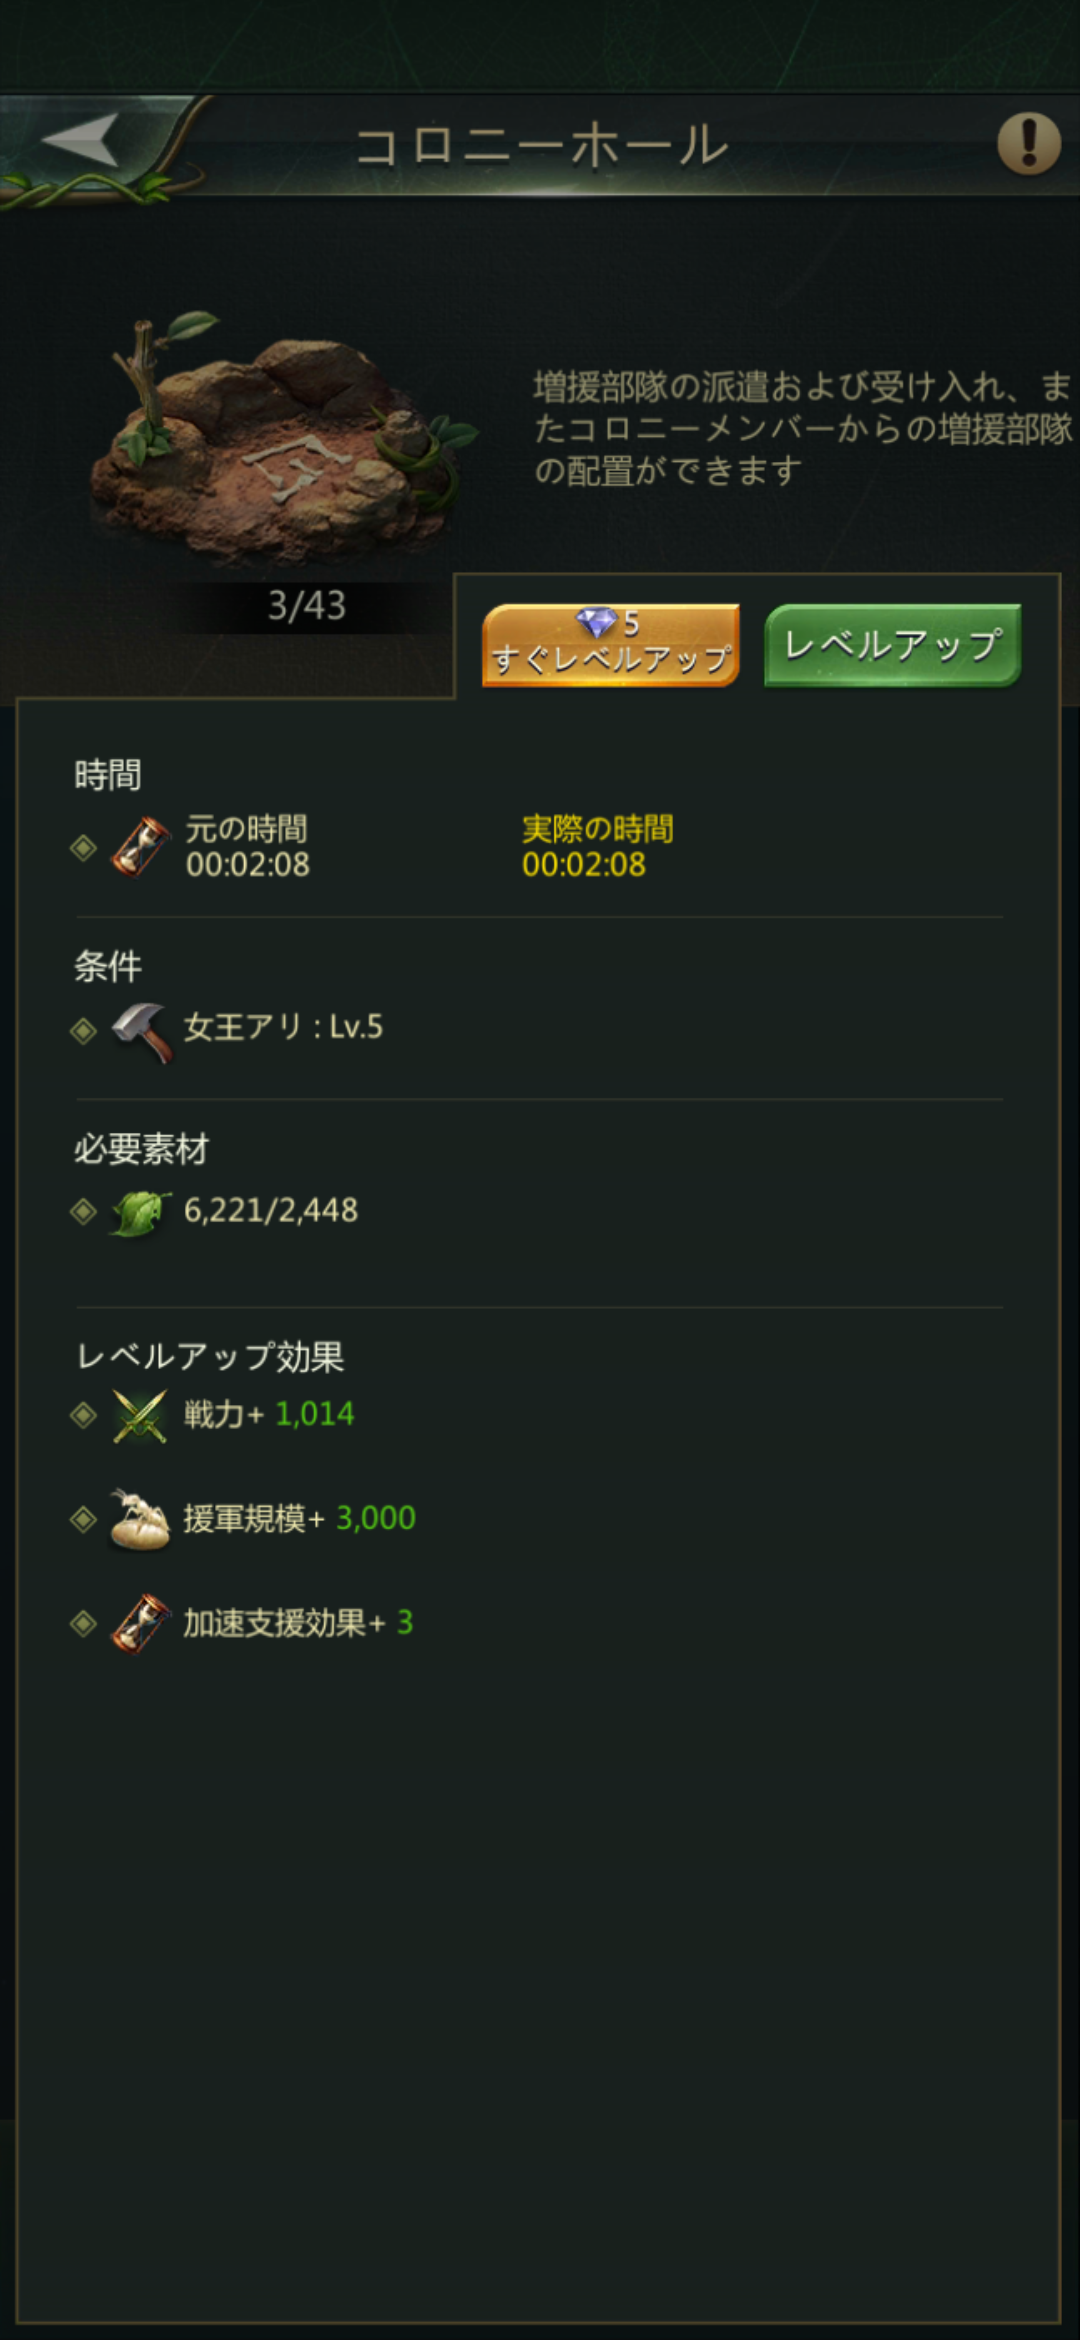 コロニーホール
増援部隊の派遣および受け入れ、ま
たコロニーメンバーからの増援部隊
の配置ができます
3/43
5
すぐレベルアップ
レベルアップ
時間
元の時間
00:02:08
実際の時間
00:02:08
条件
女王アリ : Lv.5
必要素材
6,221/2,448
レベルアップ効果
戦力+ 1,014
援軍規模+ 3,000
加速支援効果+ 3